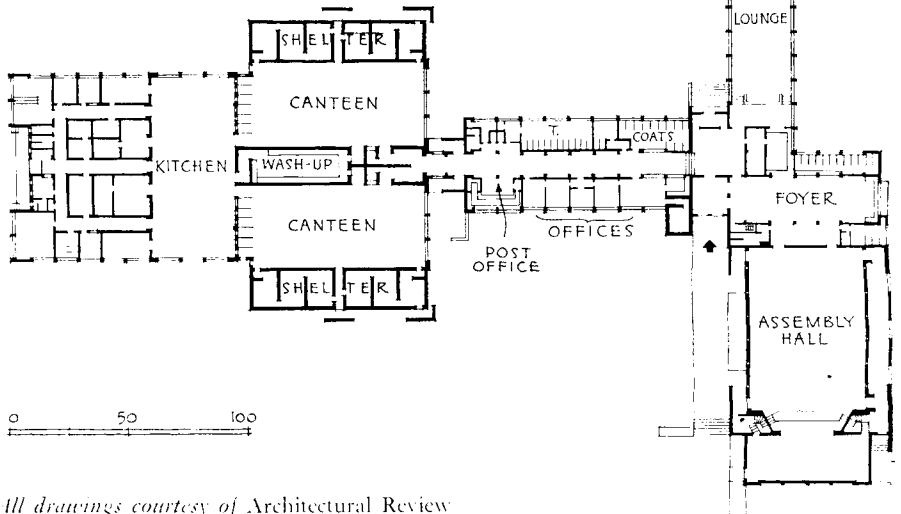 LOUNGE
SHELTER
CANTEEN
T.
COATS
KITCHEN
WASH-UP
FOYER
CANTEEN
OFFICES
POST
OFFICE
SHELTER
ASSEMBLY
HALL
0 50 100
All drawings courtesy of Architectural Review